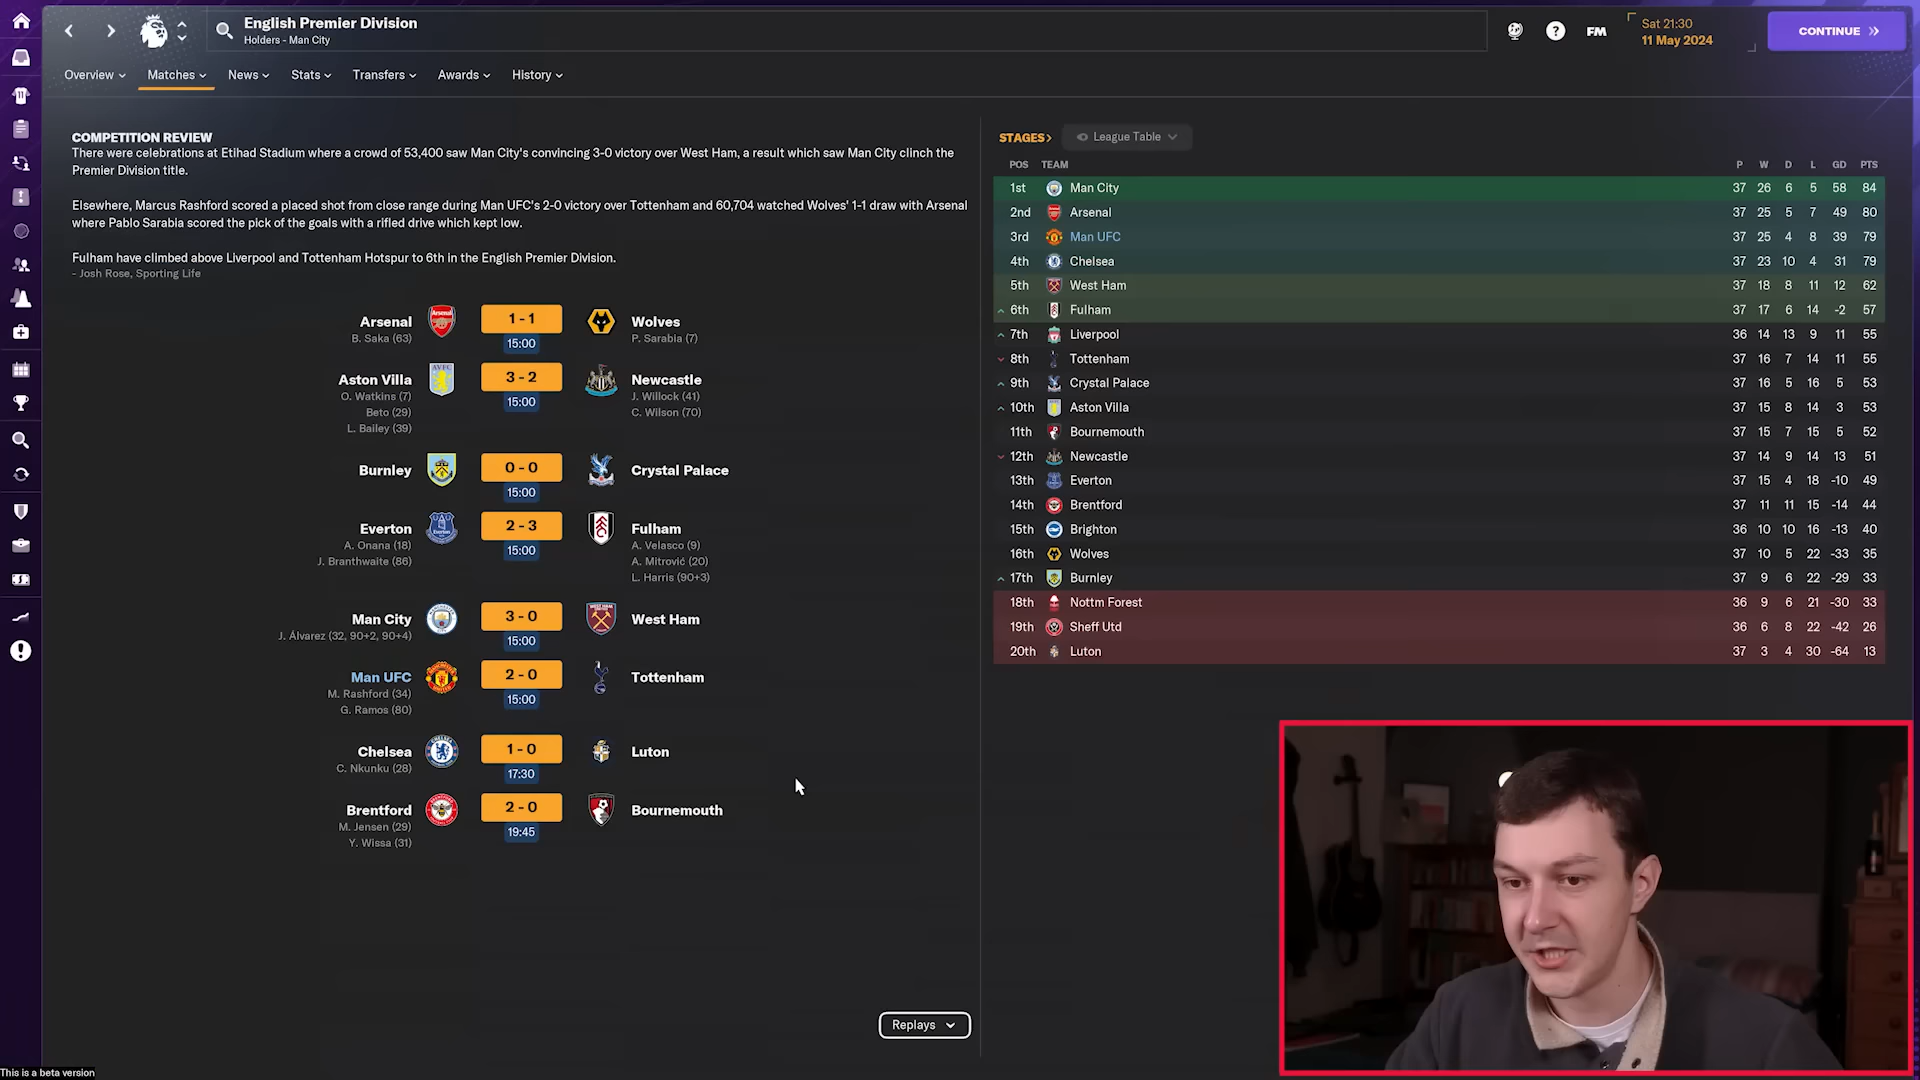 English Premier Division
Holders - Man City
FM
Sat 21:30
11 May 2024
CONTINUE
Overview
Matches
News
Stats
Transfers
Awards
History
COMPETITION REVIEW
There were celebrations at Etihad Stadium where a crowd of 53,400 saw Man City's convincing 3-0 victory over West Ham, a result which saw Man City clinch the
Premier Division title.
Elsewhere, Marcus Rashford scored a placed shot from close range during Man UFC's 2-0 victory over Tottenham and 60,704 watched Wolves' 1-1 draw with Arsenal
where Pablo Sarabia scored the pick of the goals with a rifled drive which kept low.
Fulham have climbed above Liverpool and Tottenham Hotspur to 6th in the English Premier Division.
- Josh Rose, Sporting Life
Arsenal 1 - 1 Wolves
B. Saka (63) 15:00 P. Sarabia (7)
Aston Villa 3 - 2 Newcastle
O. Watkins (7) 15:00 J. Willock (41)
Beto (29) C. Wilson (70)
L. Bailey (39)
Burnley 0 - 0 Crystal Palace
15:00
Everton 2 - 3 Fulham
A. Onana (18) 15:00 A. Velasco (9)
J. Branthwaite (86) A. Mitrović (20)
L. Harris (90+3)
Man City 3 - 0 West Ham
J. Álvarez (32, 90+2, 90+4) 15:00
Man UFC 2 - 0 Tottenham
M. Rashford (34) 15:00
G. Ramos (80)
Chelsea 1 - 0 Luton
C. Nkunku (28) 17:30
Brentford 2 - 0 Bournemouth
M. Jensen (29) 19:45
Y. Wissa (31)
Replays
STAGES> League Table
POS TEAM P W D L GD PTS
1st Man City 37 26 6 5 58 84
2nd Arsenal 37 25 5 7 49 80
3rd Man UFC 37 25 4 8 39 79
4th Chelsea 37 23 10 4 31 79
5th West Ham 37 18 8 11 12 62
6th Fulham 37 17 6 14 -2 57
7th Liverpool 36 14 13 9 11 55
8th Tottenham 37 16 7 14 11 55
9th Crystal Palace 37 16 5 16 5 53
10th Aston Villa 37 15 8 14 3 53
11th Bournemouth 37 15 7 15 5 52
12th Newcastle 37 14 9 14 13 51
13th Everton 37 15 4 18 -10 49
14th Brentford 37 11 11 15 -14 44
15th Brighton 36 10 10 16 -13 40
16th Wolves 37 10 5 22 -33 35
17th Burnley 37 9 6 22 -29 33
18th Nottm Forest 36 9 6 21 -30 33
19th Sheff Utd 36 6 8 22 -42 26
20th Luton 37 3 4 30 -64 13
This is a beta version